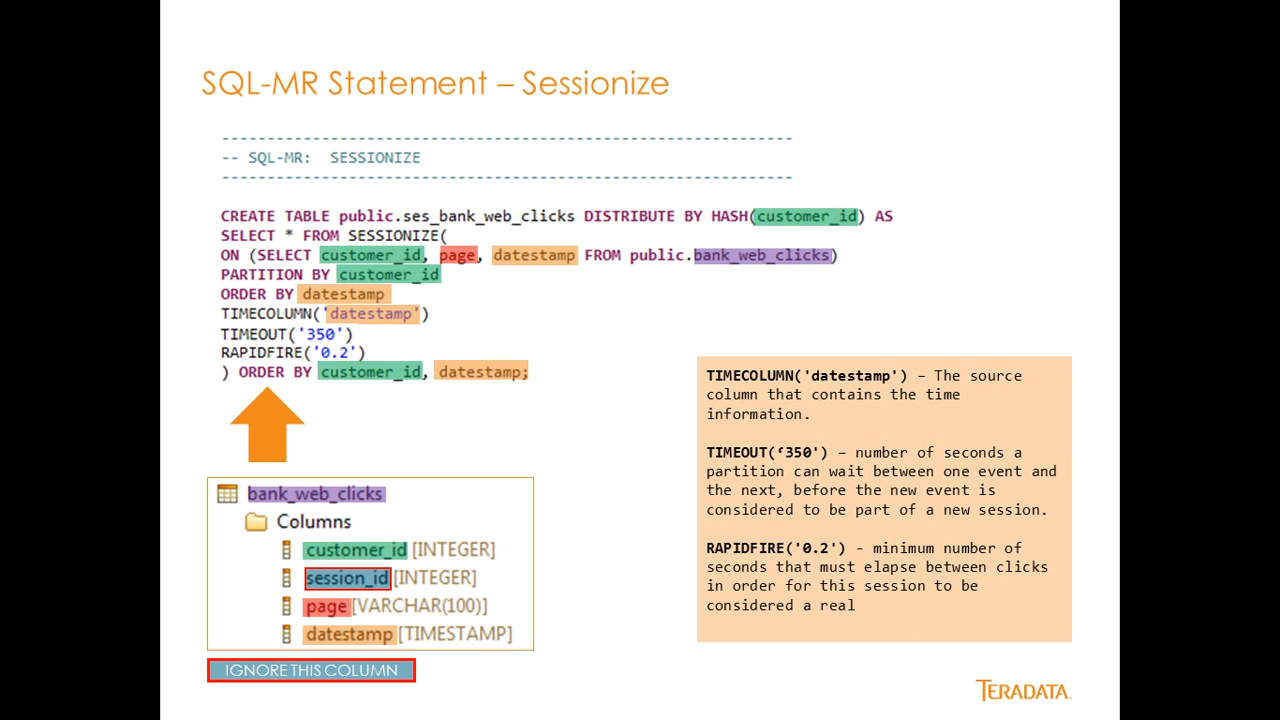 SQL-MR Statement – Sessionize
---------------------------------------------------------------
-- SQL-MR:  SESSIONIZE
---------------------------------------------------------------
CREATE TABLE public.ses_bank_web_clicks DISTRIBUTE BY HASH(customer_id) AS
SELECT * FROM SESSIONIZE(
ON (SELECT customer_id, page, datestamp FROM public.bank_web_clicks)
PARTITION BY customer_id
ORDER BY datestamp
TIMECOLUMN('datestamp')
TIMEOUT('350')
RAPIDFIRE('0.2')
) ORDER BY customer_id, datestamp;
TIMECOLUMN('datestamp') – The source
column that contains the time
information.
TIMEOUT(‘350') – number of seconds a
partition can wait between one event and
the next, before the new event is
considered to be part of a new session.
RAPIDFIRE('0.2') - minimum number of
seconds that must elapse between clicks
in order for this session to be
considered a real
bank_web_clicks
Columns
customer_id [INTEGER]
session_id [INTEGER]
page [VARCHAR(100)]
datestamp [TIMESTAMP]
IGNORE THIS COLUMN
TERADATA.